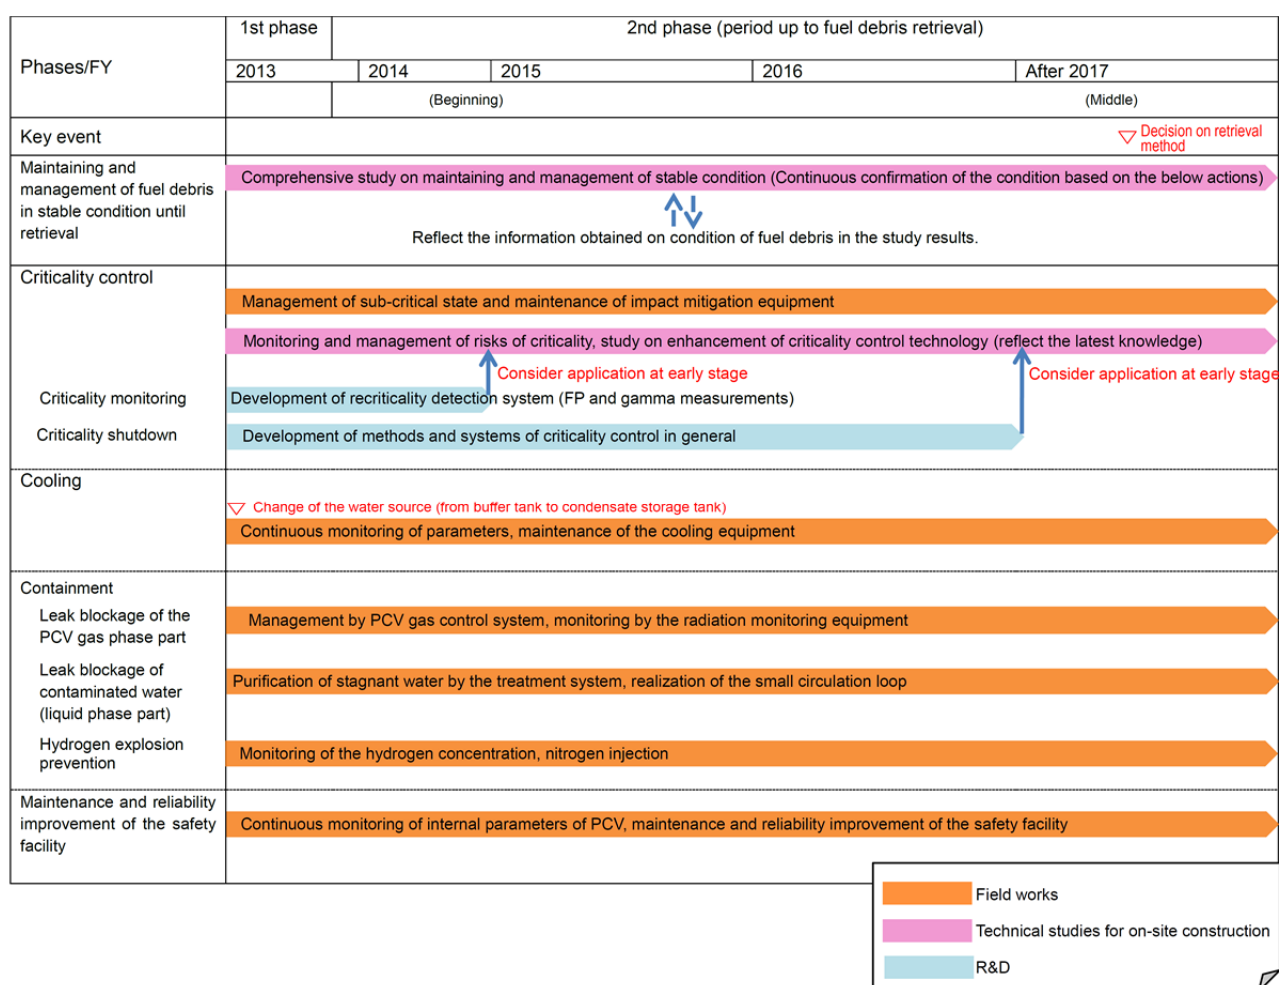 1st phase
2nd phase (period up to fuel debris retrieval)
Phases/FY
2013
2014
2015
2016
After 2017
(Beginning)
(Middle)
Key event
Decision on retrieval
method
Maintaining and
management of fuel debris
in stable condition until
retrieval
Comprehensive study on maintaining and management of stable condition (Continuous confirmation of the condition based on the below actions)
Reflect the information obtained on condition of fuel debris in the study results.
Criticality control
Management of sub-critical state and maintenance of impact mitigation equipment
Monitoring and management of risks of criticality, study on enhancement of criticality control technology (reflect the latest knowledge)
Consider application at early stage
Consider application at early stage
Criticality monitoring
Development of recriticality detection system (FP and gamma measurements)
Criticality shutdown
Development of methods and systems of criticality control in general
Cooling
Change of the water source (from buffer tank to condensate storage tank)
Continuous monitoring of parameters, maintenance of the cooling equipment
Containment
Leak blockage of the
PCV gas phase part
Management by PCV gas control system, monitoring by the radiation monitoring equipment
Leak blockage of
contaminated water
(liquid phase part)
Purification of stagnant water by the treatment system, realization of the small circulation loop
Hydrogen explosion
prevention
Monitoring of the hydrogen concentration, nitrogen injection
Maintenance and reliability
improvement of the safety
facility
Continuous monitoring of internal parameters of PCV, maintenance and reliability improvement of the safety facility
Field works
Technical studies for on-site construction
R&D